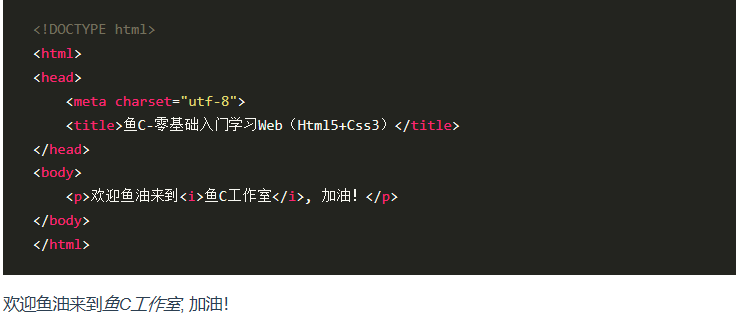 <!DOCTYPE html>
<html>
<head>
    <meta charset="utf-8">
    <title>鱼C-零基础入门学习Web（Html5+Css3）</title>
</head>
<body>
    <p>欢迎鱼油来到<i>鱼C工作室</i>, 加油！</p>
</body>
</html>
欢迎鱼油来到鱼C工作室, 加油！